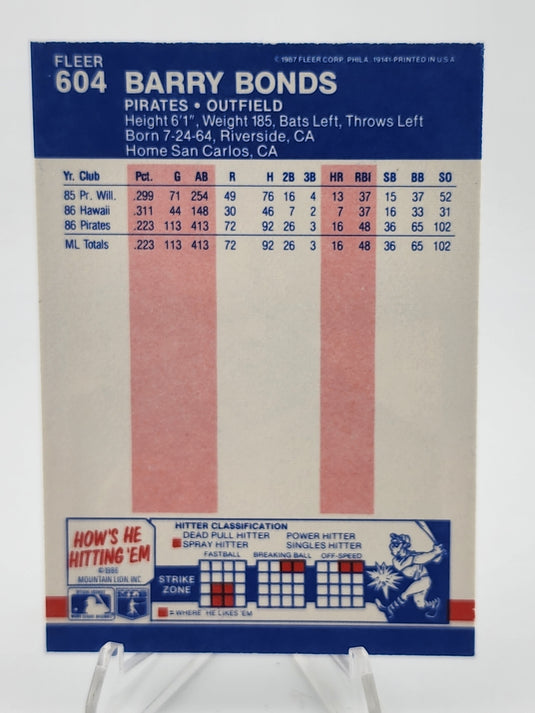 FLEER
604 BARRY BONDS
© 1987 FLEER CORP. PHILA. 19141-PRINTED IN U.S.A.
PIRATES • OUTFIELD
Height 6'1", Weight 185, Bats Left, Throws Left
Born 7-24-64, Riverside, CA
Home San Carlos, CA
Yr. Club Pct. G AB R H 2B 3B HR RBI SB BB SO
85 Pr. Will. .299 71 254 49 76 16 4 13 37 15 37 52
86 Hawaii .311 44 148 30 46 7 2 7 37 16 33 31
86 Pirates .223 113 413 72 92 26 3 16 48 36 65 102
ML Totals .223 113 413 72 92 26 3 16 48 36 65 102
HOW'S HE
HITTING 'EM
©1986
MOUNTAIN LION, INC
HITTER CLASSIFICATION
DEAD PULL HITTER POWER HITTER
SPRAY HITTER SINGLES HITTER
FASTBALL BREAKING BALL OFF-SPEED
STRIKE
ZONE
=WHERE HE LIKES 'EM